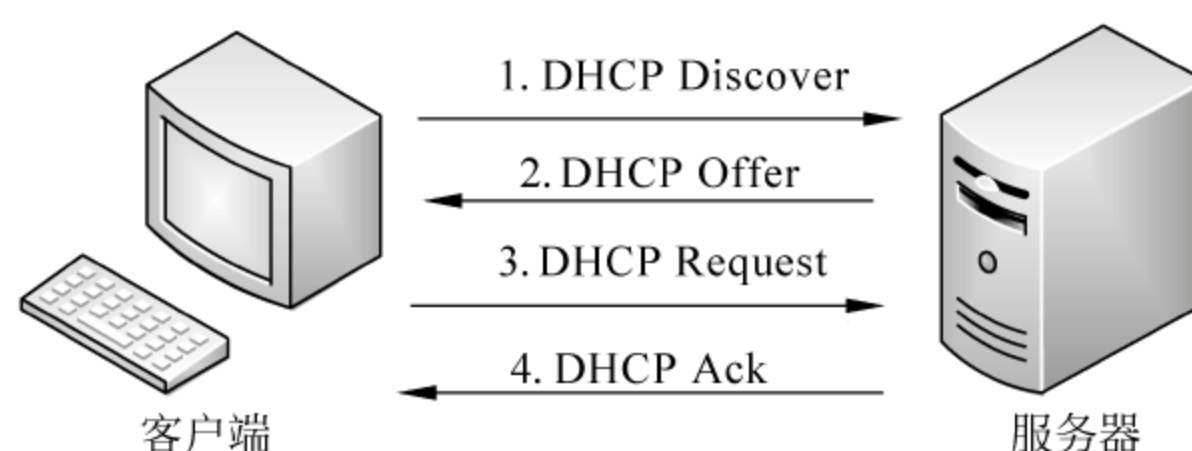 1. DHCP Discover
2. DHCP Offer
3. DHCP Request
4. DHCP Ack
客户端
服务器